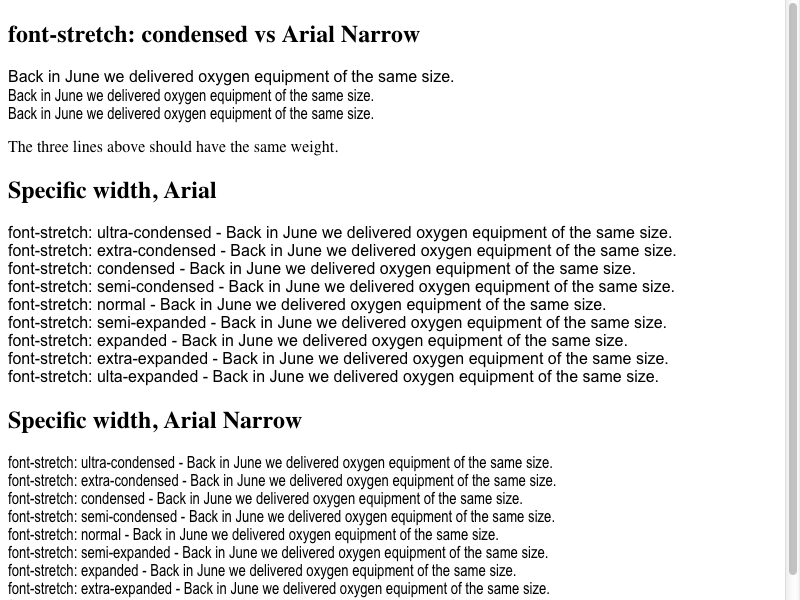 font-stretch: condensed vs Arial Narrow
Back in June we delivered oxygen equipment of the same size.
Back in June we delivered oxygen equipment of the same size.
Back in June we delivered oxygen equipment of the same size.
The three lines above should have the same weight.
Specific width, Arial
font-stretch: ultra-condensed - Back in June we delivered oxygen equipment of the same size.
font-stretch: extra-condensed - Back in June we delivered oxygen equipment of the same size.
font-stretch: condensed - Back in June we delivered oxygen equipment of the same size.
font-stretch: semi-condensed - Back in June we delivered oxygen equipment of the same size.
font-stretch: normal - Back in June we delivered oxygen equipment of the same size.
font-stretch: semi-expanded - Back in June we delivered oxygen equipment of the same size.
font-stretch: expanded - Back in June we delivered oxygen equipment of the same size.
font-stretch: extra-expanded - Back in June we delivered oxygen equipment of the same size.
font-stretch: ulta-expanded - Back in June we delivered oxygen equipment of the same size.
Specific width, Arial Narrow
font-stretch: ultra-condensed - Back in June we delivered oxygen equipment of the same size.
font-stretch: extra-condensed - Back in June we delivered oxygen equipment of the same size.
font-stretch: condensed - Back in June we delivered oxygen equipment of the same size.
font-stretch: semi-condensed - Back in June we delivered oxygen equipment of the same size.
font-stretch: normal - Back in June we delivered oxygen equipment of the same size.
font-stretch: semi-expanded - Back in June we delivered oxygen equipment of the same size.
font-stretch: expanded - Back in June we delivered oxygen equipment of the same size.
font-stretch: extra-expanded - Back in June we delivered oxygen equipment of the same size.